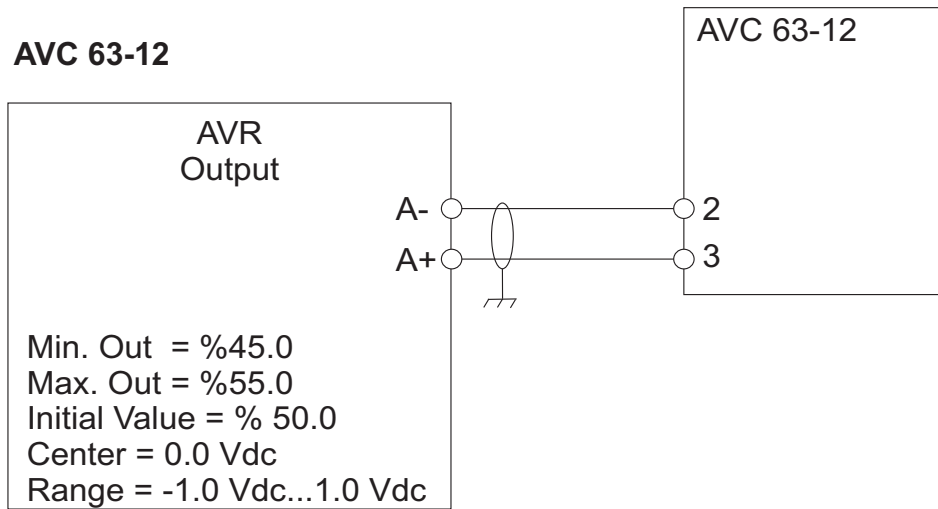 AVC 63-12
AVC 63-12
AVR
Output
A-
2
A+
3
Min. Out = %45.0
Max. Out = %55.0
Initial Value = % 50.0
Center = 0.0 Vdc
Range = -1.0 Vdc...1.0 Vdc